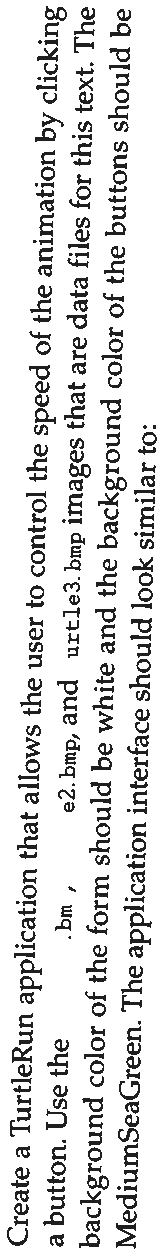 Create a TurtleRun application that allows the user to control the speed of the animation by clicking
a button. Use the .bm , e2.bmp, and urtle3.bmp images that are data files for this text. The
background color of the form should be white and the background color of the buttons should be
MediumSeaGreen. The application interface should look similar to: